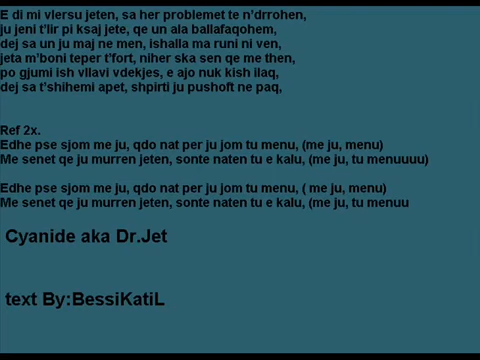 E di mi vlersu jeten, sa her problemet te n'drrohen,
ju jeni t'lir pi ksaj jete, qe un ala ballafaqohem,
dej sa un ju maj ne men, ishalla ma runi ni ven,
jeta m'boni teper t'fort, niher ska sen qe me then,
po gjumi ish vllavi vdekjes, e ajo nuk kish ilaq,
dej sa t'shihemi apet, shpirti ju pushoft ne paq,
Ref 2x.
Edhe pse sjom me ju, qdo nat per ju jom tu menu, (me ju, menu)
Me senet qe ju murren jeten, sonte naten tu e kalu, (me ju, tu menuuuu)
Edhe pse sjom me ju, qdo nat per ju jom tu menu, ( me ju, menu)
Me senet qe ju murren jeten, sonte naten tu e kalu, (me ju, tu menuuu
Cyanide aka Dr.Jet
text By:BessiKatiL